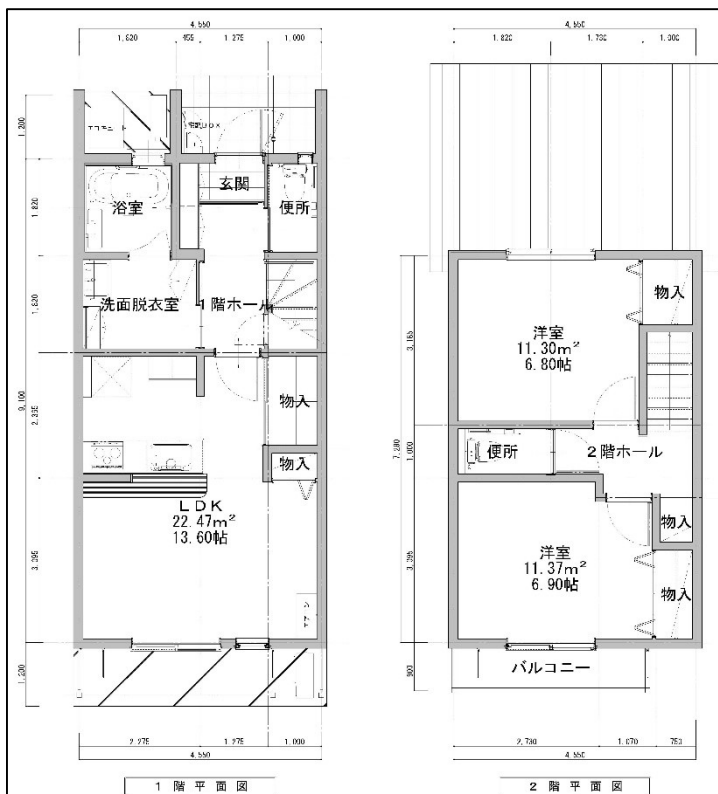 4,550
1,820 455 1,275 1,000
1,200
1,820
1,820
9,100
2,395
1,200
玄関
浴室
便所
洗面脱衣室
1階ホール
物入
物入
LDK
22.47m²
13.60帖
2,275 1,275 1,000
4,550
1階平面図
4,550
1,820 1,730 1,000
7,280
1,000
900
物入
洋室
11.30m²
6.80帖
便所
2階ホール
物入
洋室
11.37m²
6.90帖
物入
バルコニー
2,730 1,070 750
4,550
2階平面図